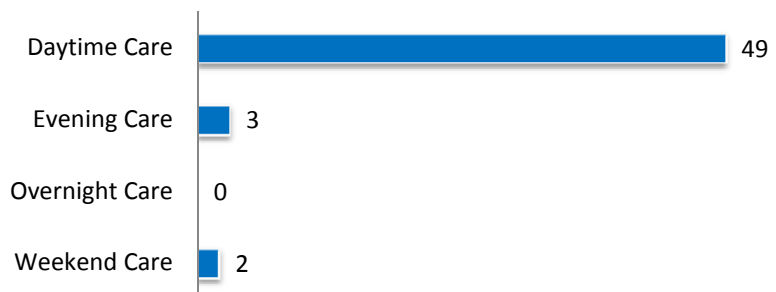 Daytime Care 49
Evening Care 3
Overnight Care 0
Weekend Care 2